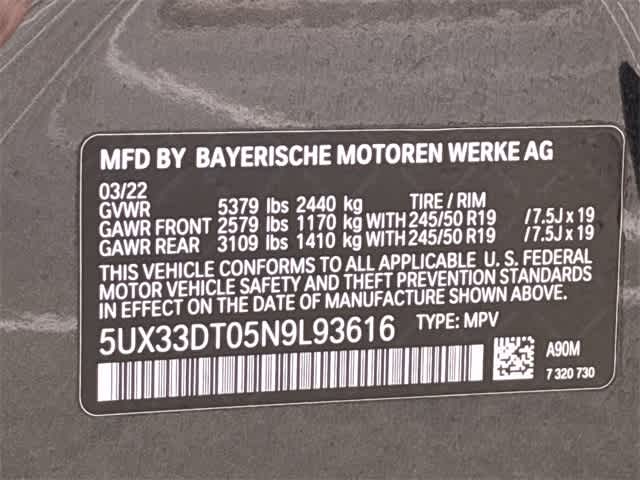 MFD BY BAYERISCHE MOTOREN WERKE AG
03/22
GVWR 5379 lbs 2440 kg TIRE / RIM
GAWR FRONT 2579 lbs 1170 kg WITH 245/50 R19 /7.5J x 19
GAWR REAR 3109 lbs 1410 kg WITH 245/50 R19 /7.5J x 19
THIS VEHICLE CONFORMS TO ALL APPLICABLE U. S. FEDERAL
MOTOR VEHICLE SAFETY AND THEFT PREVENTION STANDARDS
IN EFFECT ON THE DATE OF MANUFACTURE SHOWN ABOVE.
5UX33DT05N9L93616 TYPE: MPV
A90M
7 320 730